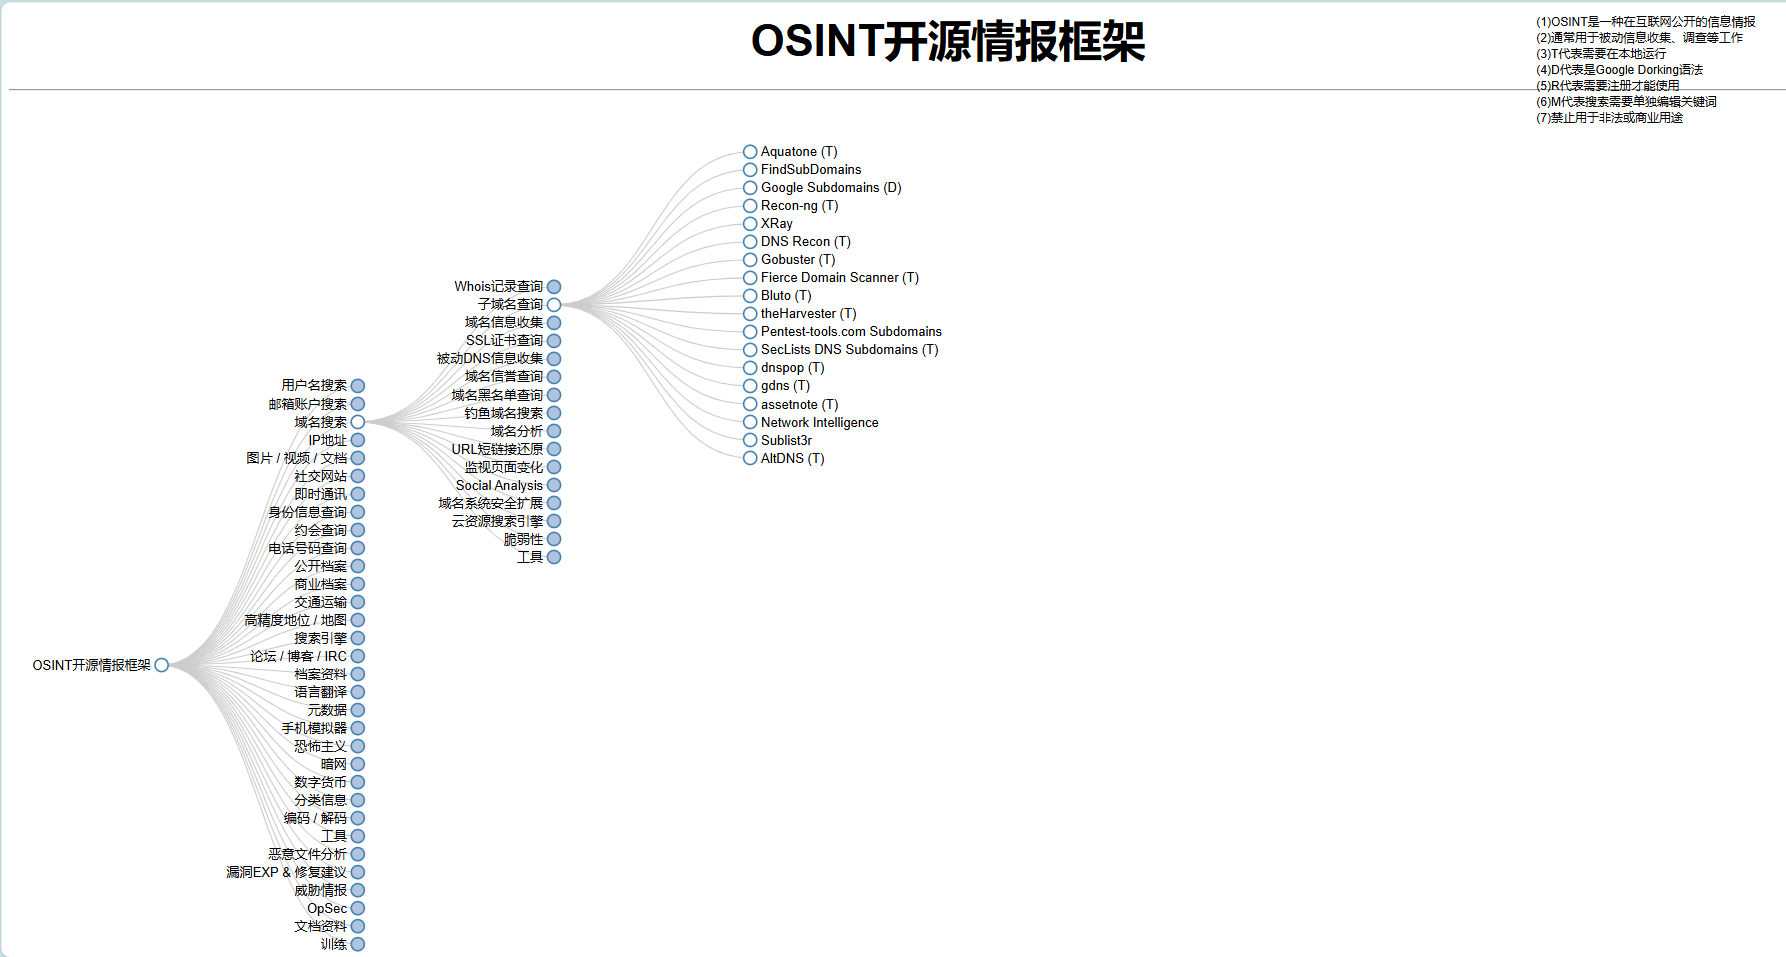 OSINT开源情报框架
(1)OSINT是一种在互联网公开的信息情报
(2)通常用于被动信息收集、调查等工作
(3)T代表需要在本地运行
(4)D代表是Google Dorking语法
(5)R代表需要注册才能使用
(6)M代表搜索需要单独编辑关键词
(7)禁止用于非法或商业用途
OSINT开源情报框架
用户名搜索
邮箱账户搜索
域名搜索
IP地址
图片 / 视频 / 文档
社交网站
即时通讯
身份信息查询
约会查询
电话号码查询
公开档案
商业档案
交通运输
高精度地位 / 地图
搜索引擎
论坛 / 博客 / IRC
档案资料
语言翻译
元数据
手机模拟器
恐怖主义
暗网
数字货币
分类信息
编码 / 解码
工具
恶意文件分析
漏洞EXP & 修复建议
威胁情报
OpSec
文档资料
训练
Whois记录查询
子域名查询
域名信息收集
SSL证书查询
被动DNS信息收集
域名信誉查询
域名黑名单查询
钓鱼域名搜索
域名分析
URL短链接还原
监视页面变化
Social Analysis
域名系统安全扩展
云资源搜索引擎
脆弱性
工具
Aquatone (T)
FindSubDomains
Google Subdomains (D)
Recon-ng (T)
XRay
DNS Recon (T)
Gobuster (T)
Fierce Domain Scanner (T)
Bluto (T)
theHarvester (T)
Pentest-tools.com Subdomains
SecLists DNS Subdomains (T)
dnspop (T)
gdns (T)
assetnote (T)
Network Intelligence
Sublist3r
AltDNS (T)